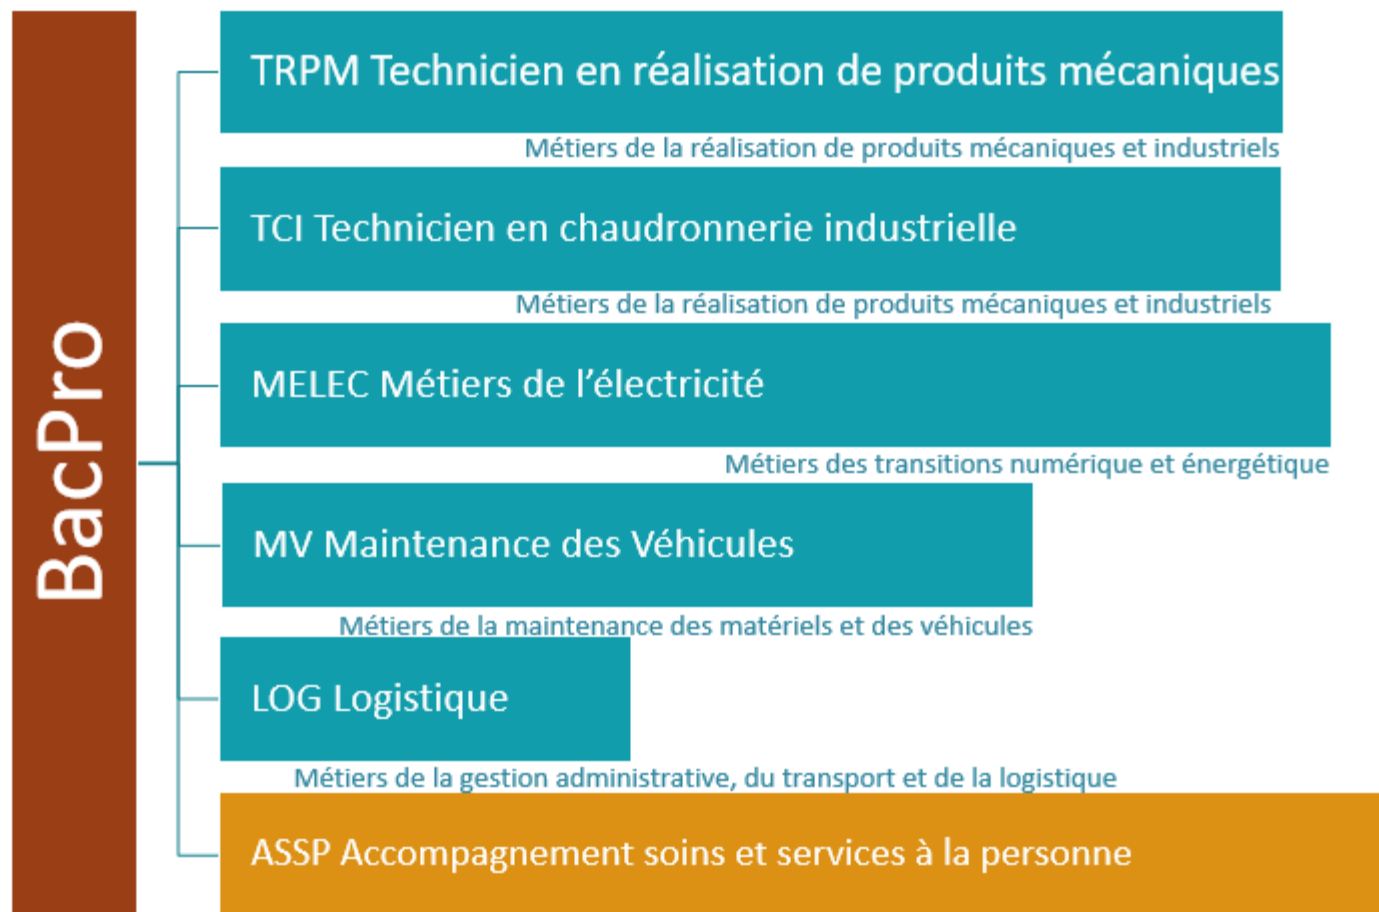 BacPro
TRPM Technicien en réalisation de produits mécaniques
Métiers de la réalisation de produits mécaniques et industriels
TCI Technicien en chaudronnerie industrielle
Métiers de la réalisation de produits mécaniques et industriels
MELEC Métiers de l’électricité
Métiers des transitions numérique et énergétique
MV Maintenance des Véhicules
Métiers de la maintenance des matériels et des véhicules
LOG Logistique
Métiers de la gestion administrative, du transport et de la logistique
ASSP Accompagnement soins et services à la personne